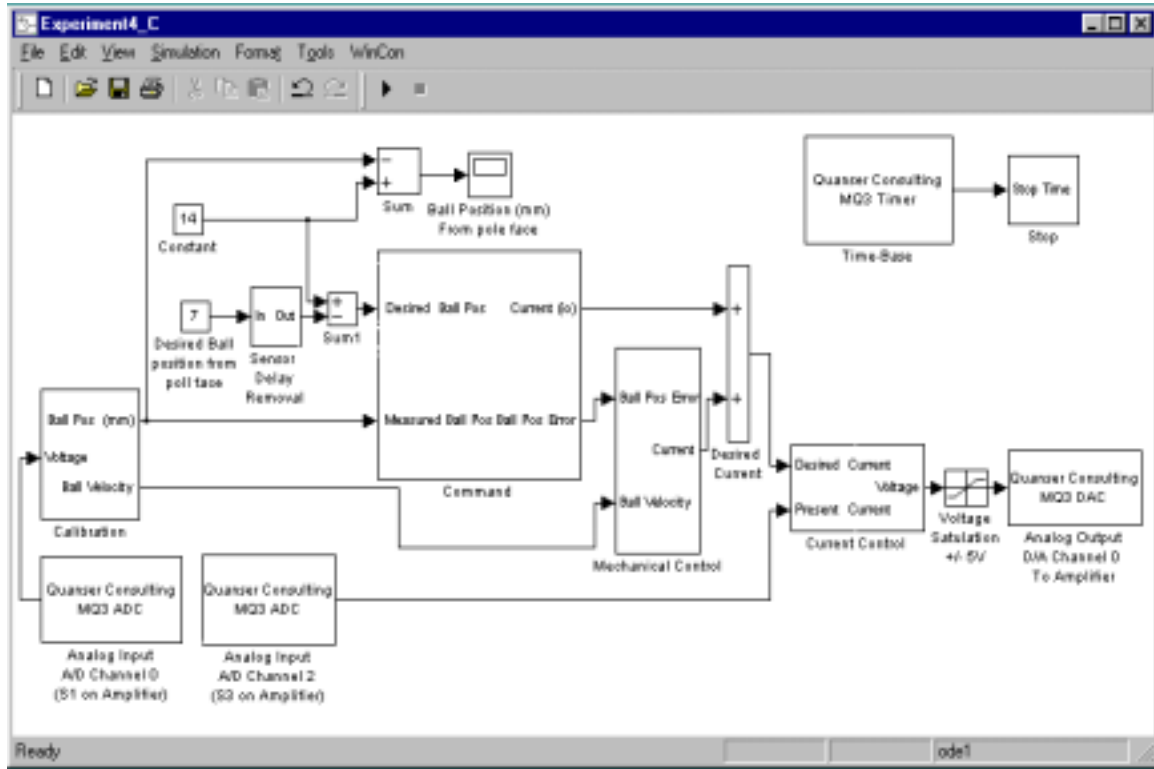 Experiment4_C
File Edit View Simulation Format Tools WinCon
−
+
Sum
Ball Position (mm)
From pole face
14
Constant
Quanser Consulting
MQ3 Timer
Time-Base
Stop Time
Stop
7
Desired Ball
position from
poll face
In Out
Sensor
Delay
Removal
+
−
Sum1
Desired Ball Pos
Current (Io)
Measured Ball Pos
Ball Pos Error
Command
Ball Pos (mm)
Voltage
Ball Velocity
Calibration
Ball Pos Error
Current
Ball Velocity
Mechanical Control
+
+
Desired
Current
Desired Current
Voltage
Present Current
Current Control
Voltage
Satulation
+/- 5V
Quanser Consulting
MQ3 DAC
Analog Output
D/A Channel 0
To Amplifier
Quanser Consulting
MQ3 ADC
Analog Input
A/D Channel 0
(S1 on Amplifier)
Quanser Consulting
MQ3 ADC
Analog Input
A/D Channel 2
(S3 on Amplifier)
Ready
ode1